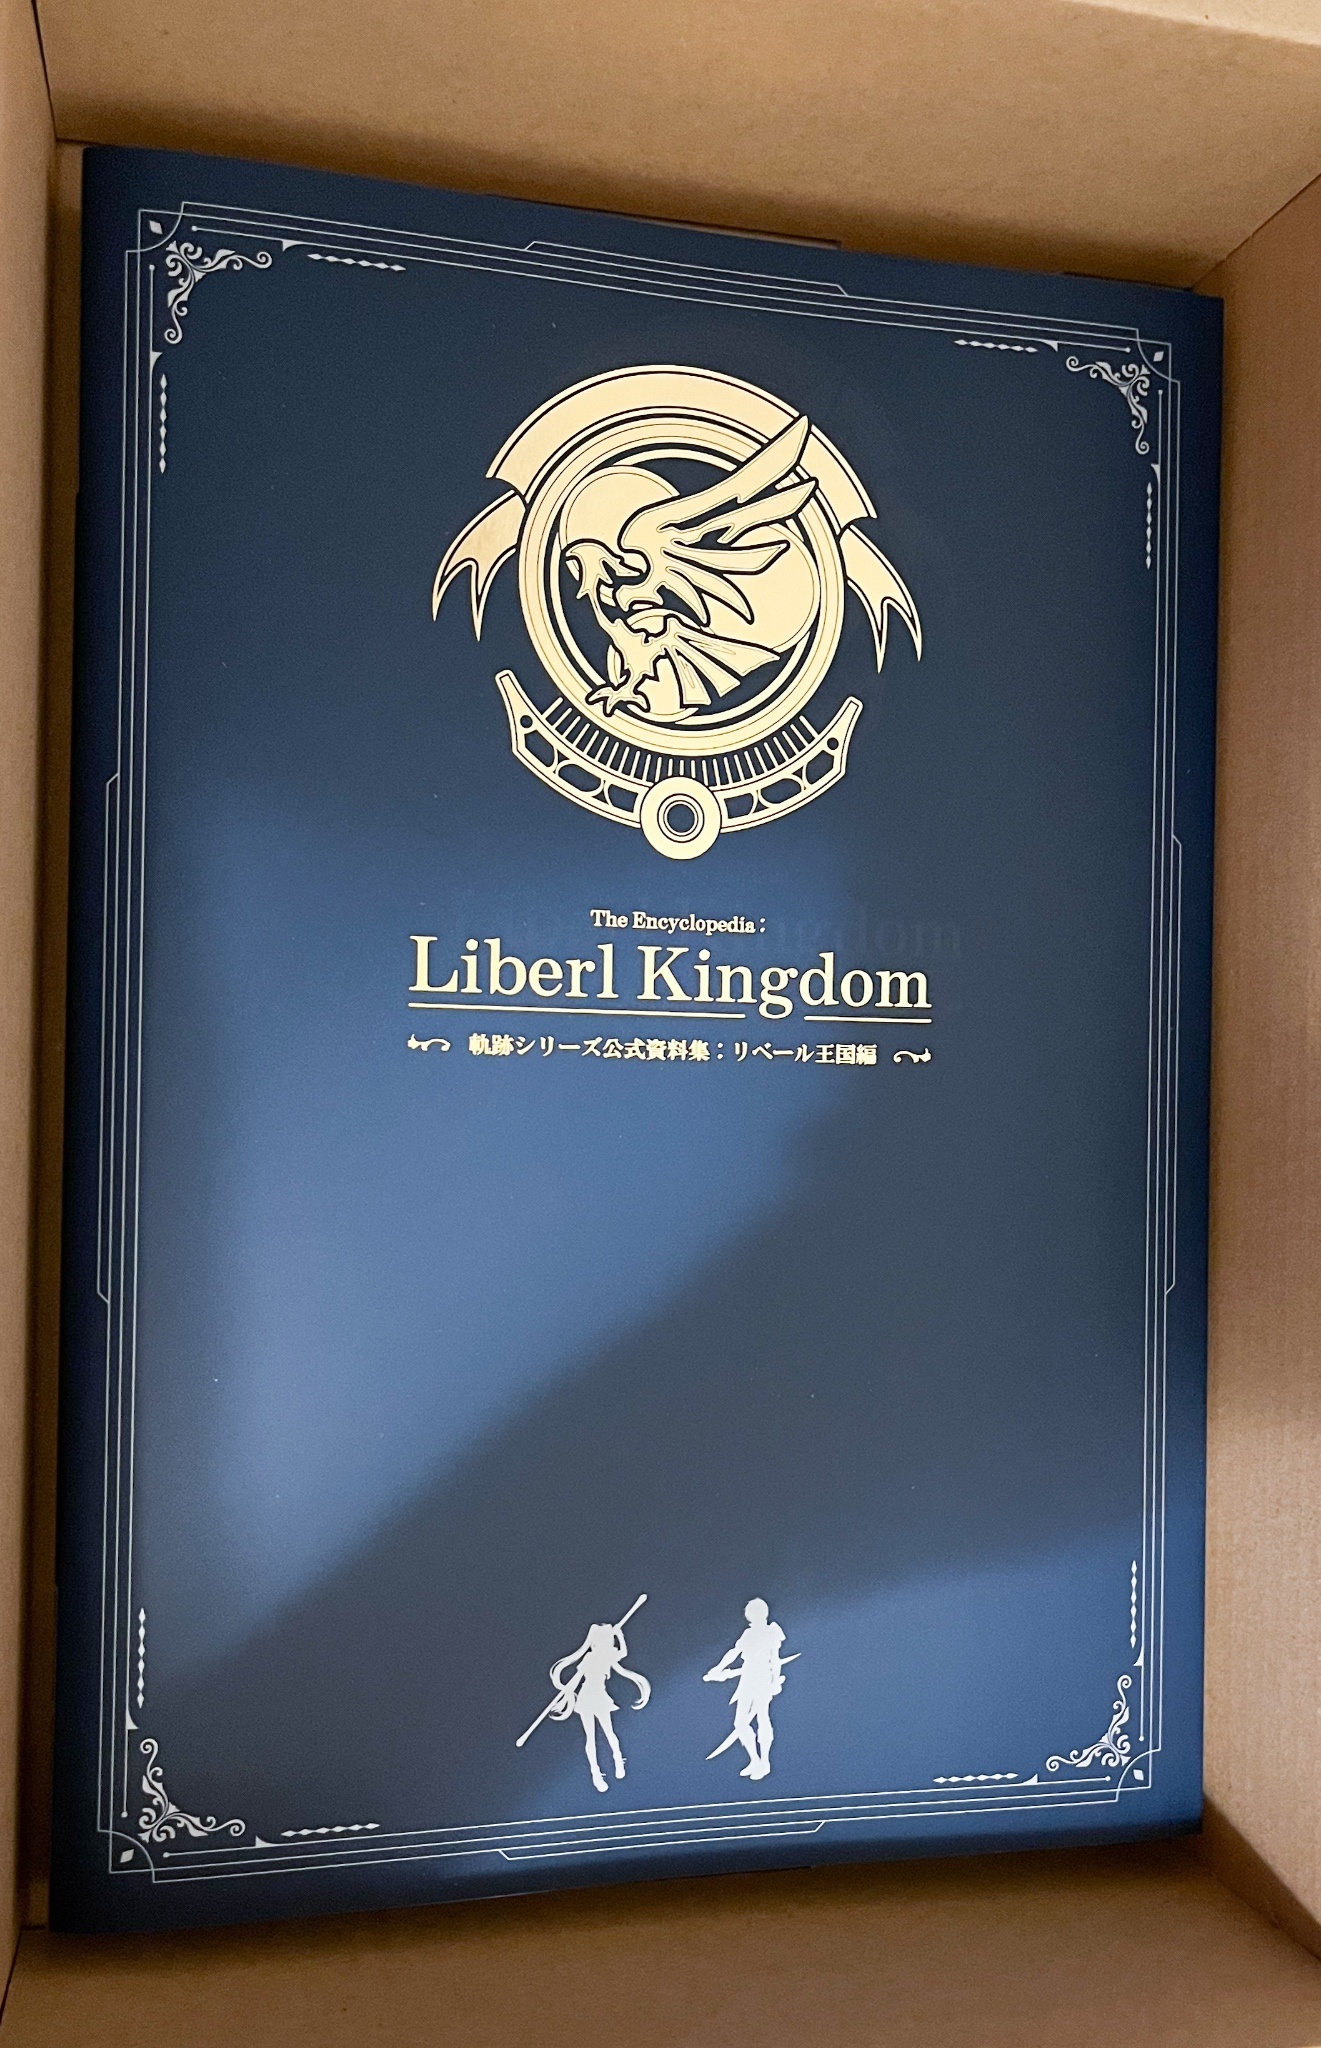 The Encyclopedia:
Liberl Kingdom
軌跡シリーズ公式資料集：リベール王国編